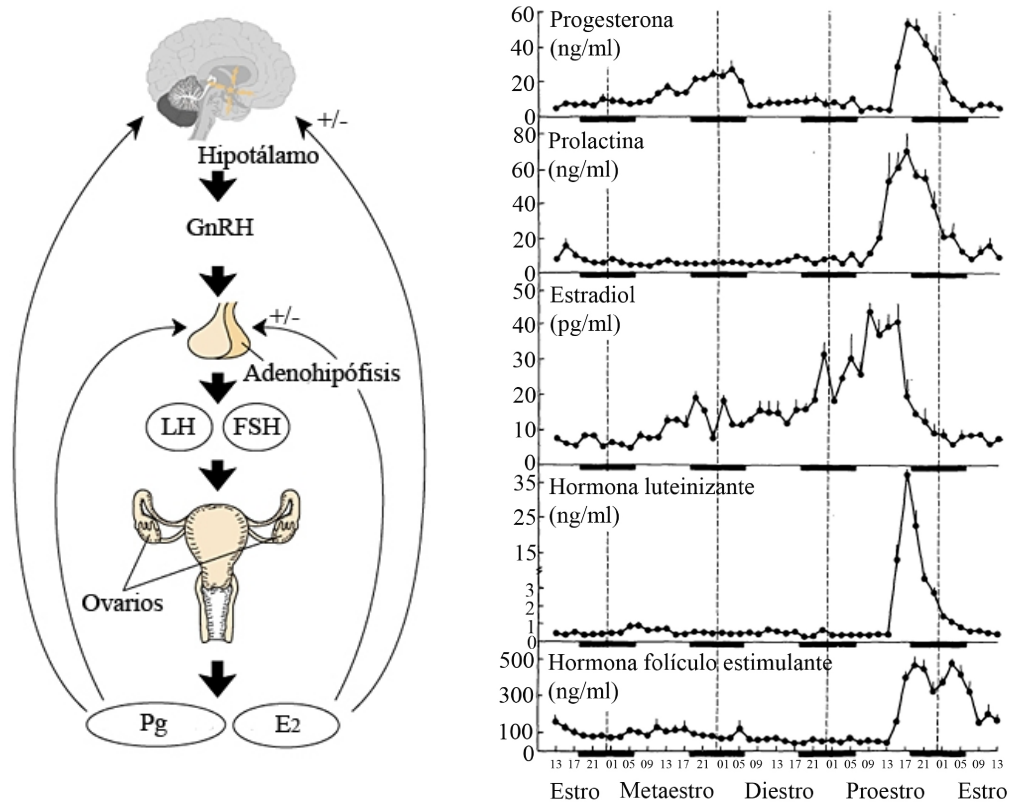 +/-
Hipotálamo
GnRH
+/-
Adenohipófisis
LH
FSH
Ovarios
Pg
E2
Progesterona
(ng/ml)
60
40
20
0
Prolactina
(ng/ml)
80
60
40
20
0
Estradiol
(pg/ml)
50
40
30
20
10
0
Hormona luteinizante
(ng/ml)
35
25
15
3
2
1
0
Hormona folículo estimulante
(ng/ml)
500
300
100
0
13 17 21 01 05 09 13 17 21 01 05 09 13 17 21 01 05 09 13 17 21 01 05 09 13
Estro Metaestro Diestro Proestro Estro